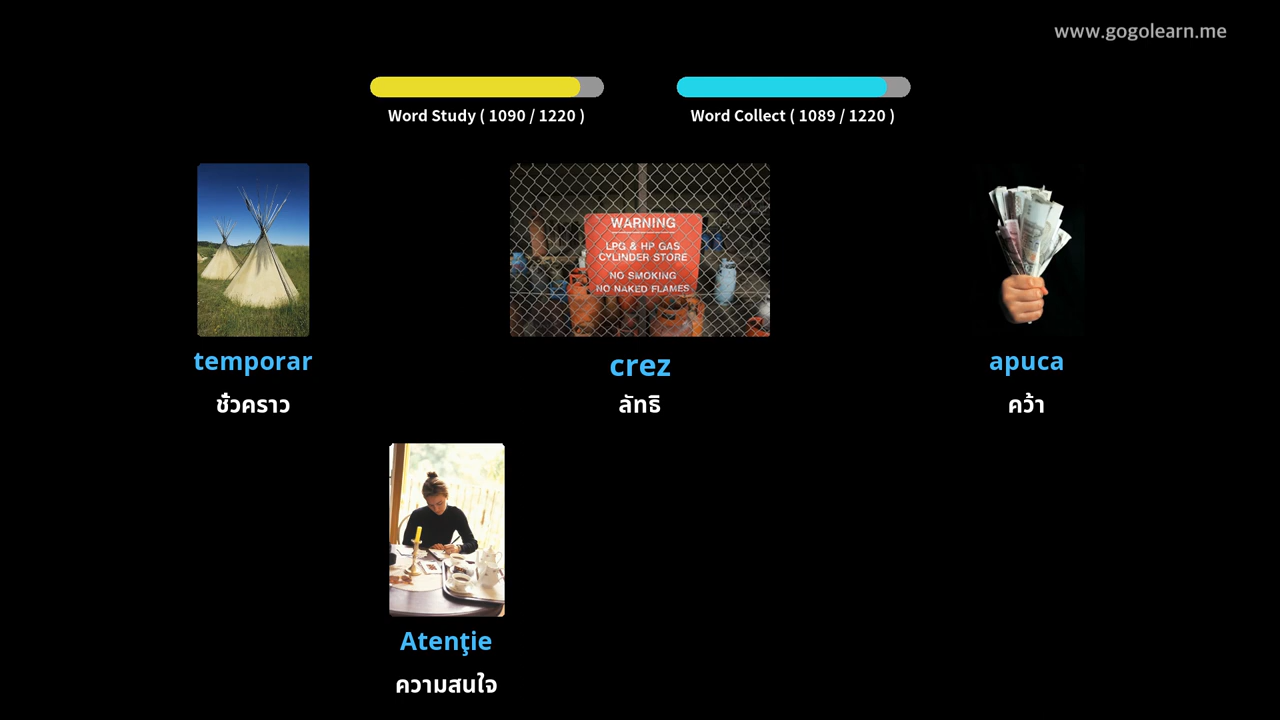 www.gogolearn.me
Word Study ( 1090 / 1220 )
Word Collect ( 1089 / 1220 )
WARNING
LPG & HP GAS
CYLINDER STORE
NO SMOKING
NO NAKED FLAMES
temporar
crez
apuca
ชั่วคราว
ลัทธิ
คว้า
Atenţie
ความสนใจ